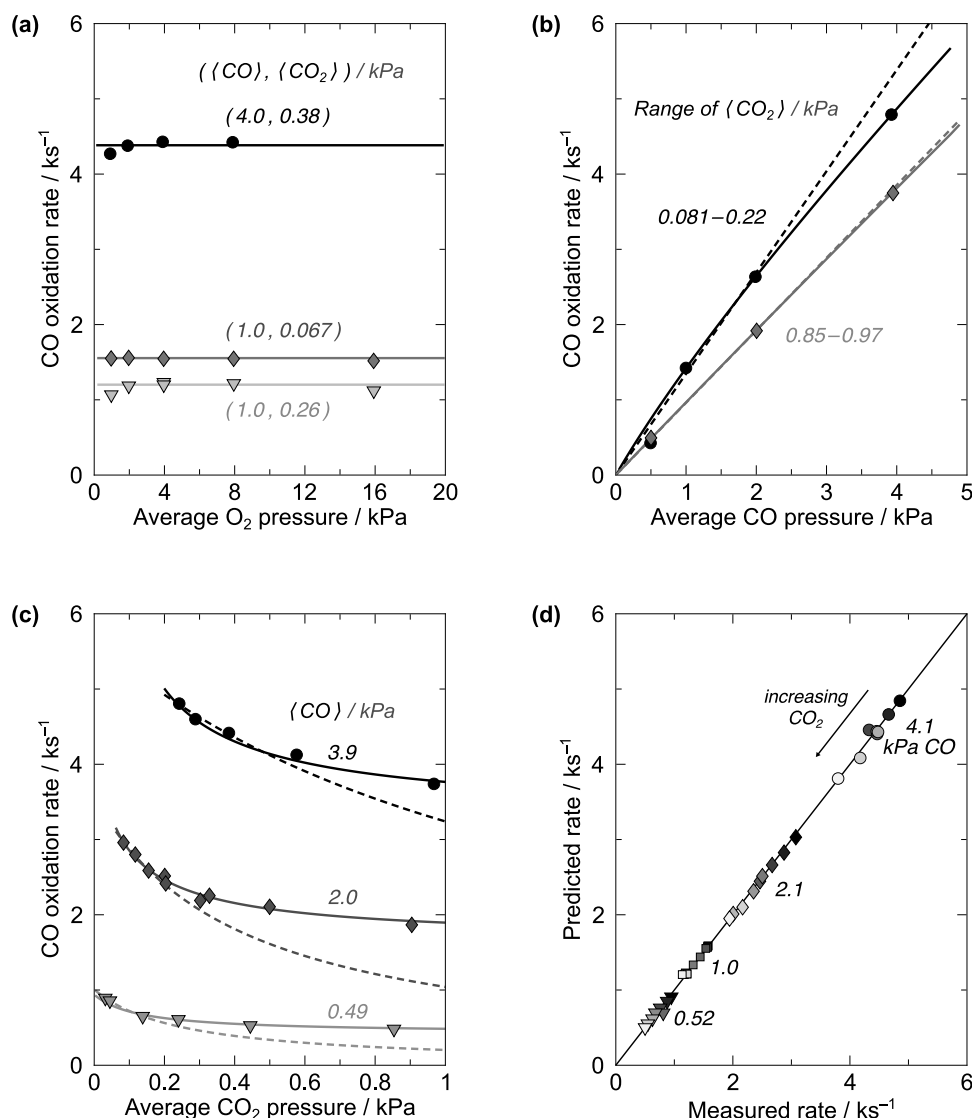 (a)
6
4
2
0
CO oxidation rate / ks⁻¹
(⟨CO⟩, ⟨CO₂⟩) / kPa
(4.0, 0.38)
(1.0, 0.067)
(1.0, 0.26)
0 4 8 12 16 20
Average O₂ pressure / kPa
(b)
6
4
2
0
CO oxidation rate / ks⁻¹
Range of ⟨CO₂⟩ / kPa
0.081–0.22
0.85–0.97
0 1 2 3 4 5
Average CO pressure / kPa
(c)
6
4
2
0
CO oxidation rate / ks⁻¹
⟨CO⟩ / kPa
3.9
2.0
0.49
0 0.2 0.4 0.6 0.8 1
Average CO₂ pressure / kPa
(d)
6
4
2
0
Predicted rate / ks⁻¹
increasing
CO₂
4.1
kPa CO
2.1
1.0
0.52
0 2 4 6
Measured rate / ks⁻¹